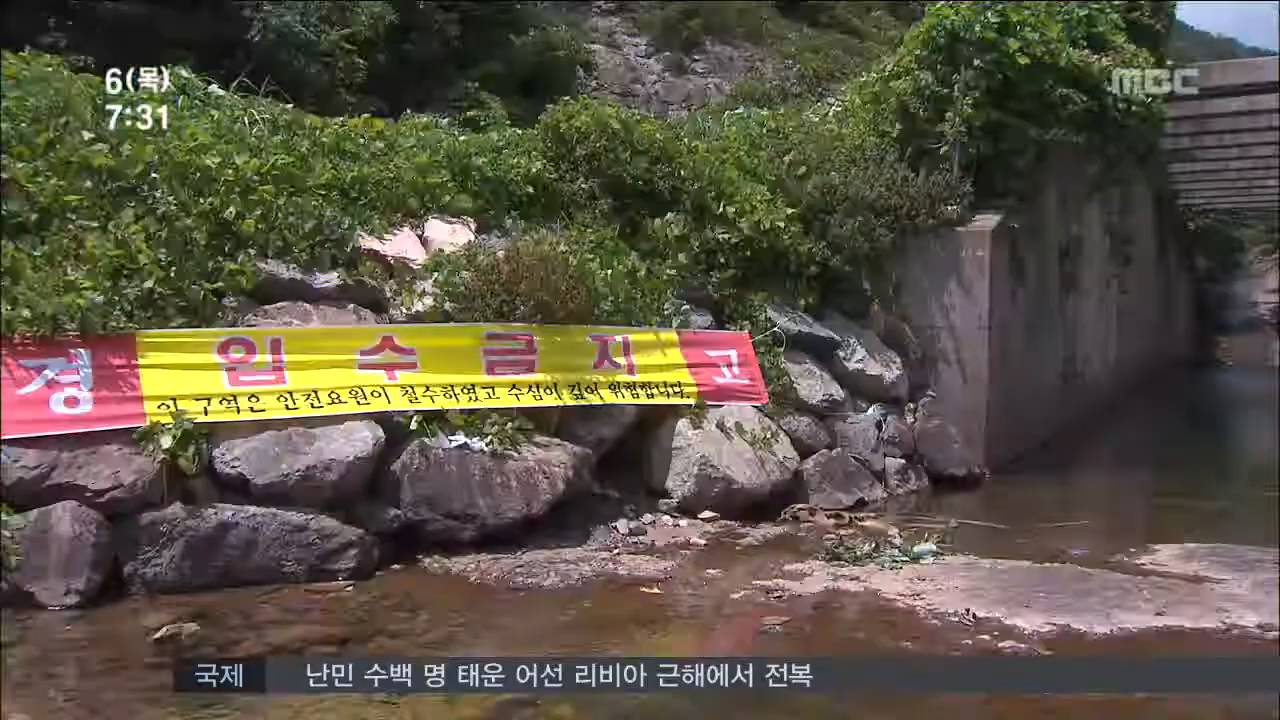 6(목)
7:31
MBC
경 입수금지 고
이 구역은 안전요원이 철수하였고 수심이 깊어 위험합니다.
국제 난민 수백 명 태운 어선 리비아 근해에서 전복